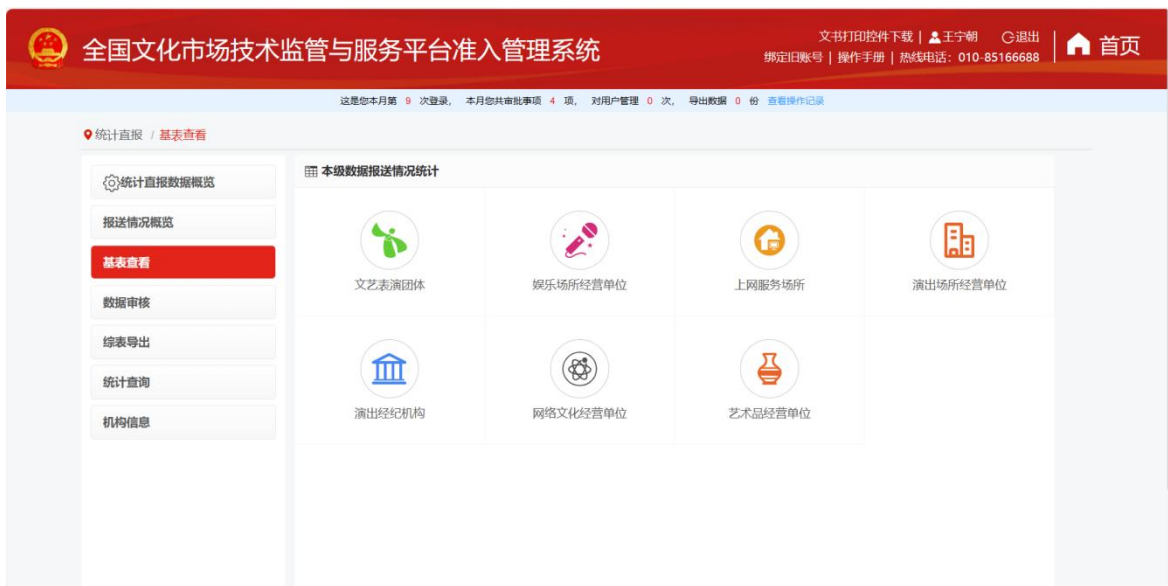 全国文化市场技术监管与服务平台准入管理系统
文书打印控件下载 | 王宁朝 退出
绑定旧账号 | 操作手册 | 热线电话：010-85166688
首页
这是您本月第 9 次登录， 本月您共审批事项 4 项， 对用户管理 0 次， 导出数据 0 份 查看操作记录
统计直报 / 基表查看
统计直报数据概览
报送情况概览
基表查看
数据审核
综表导出
统计查询
机构信息
本级数据报送情况统计
文艺表演团体
娱乐场所经营单位
上网服务场所
演出场所经营单位
演出经纪机构
网络文化经营单位
艺术品经营单位